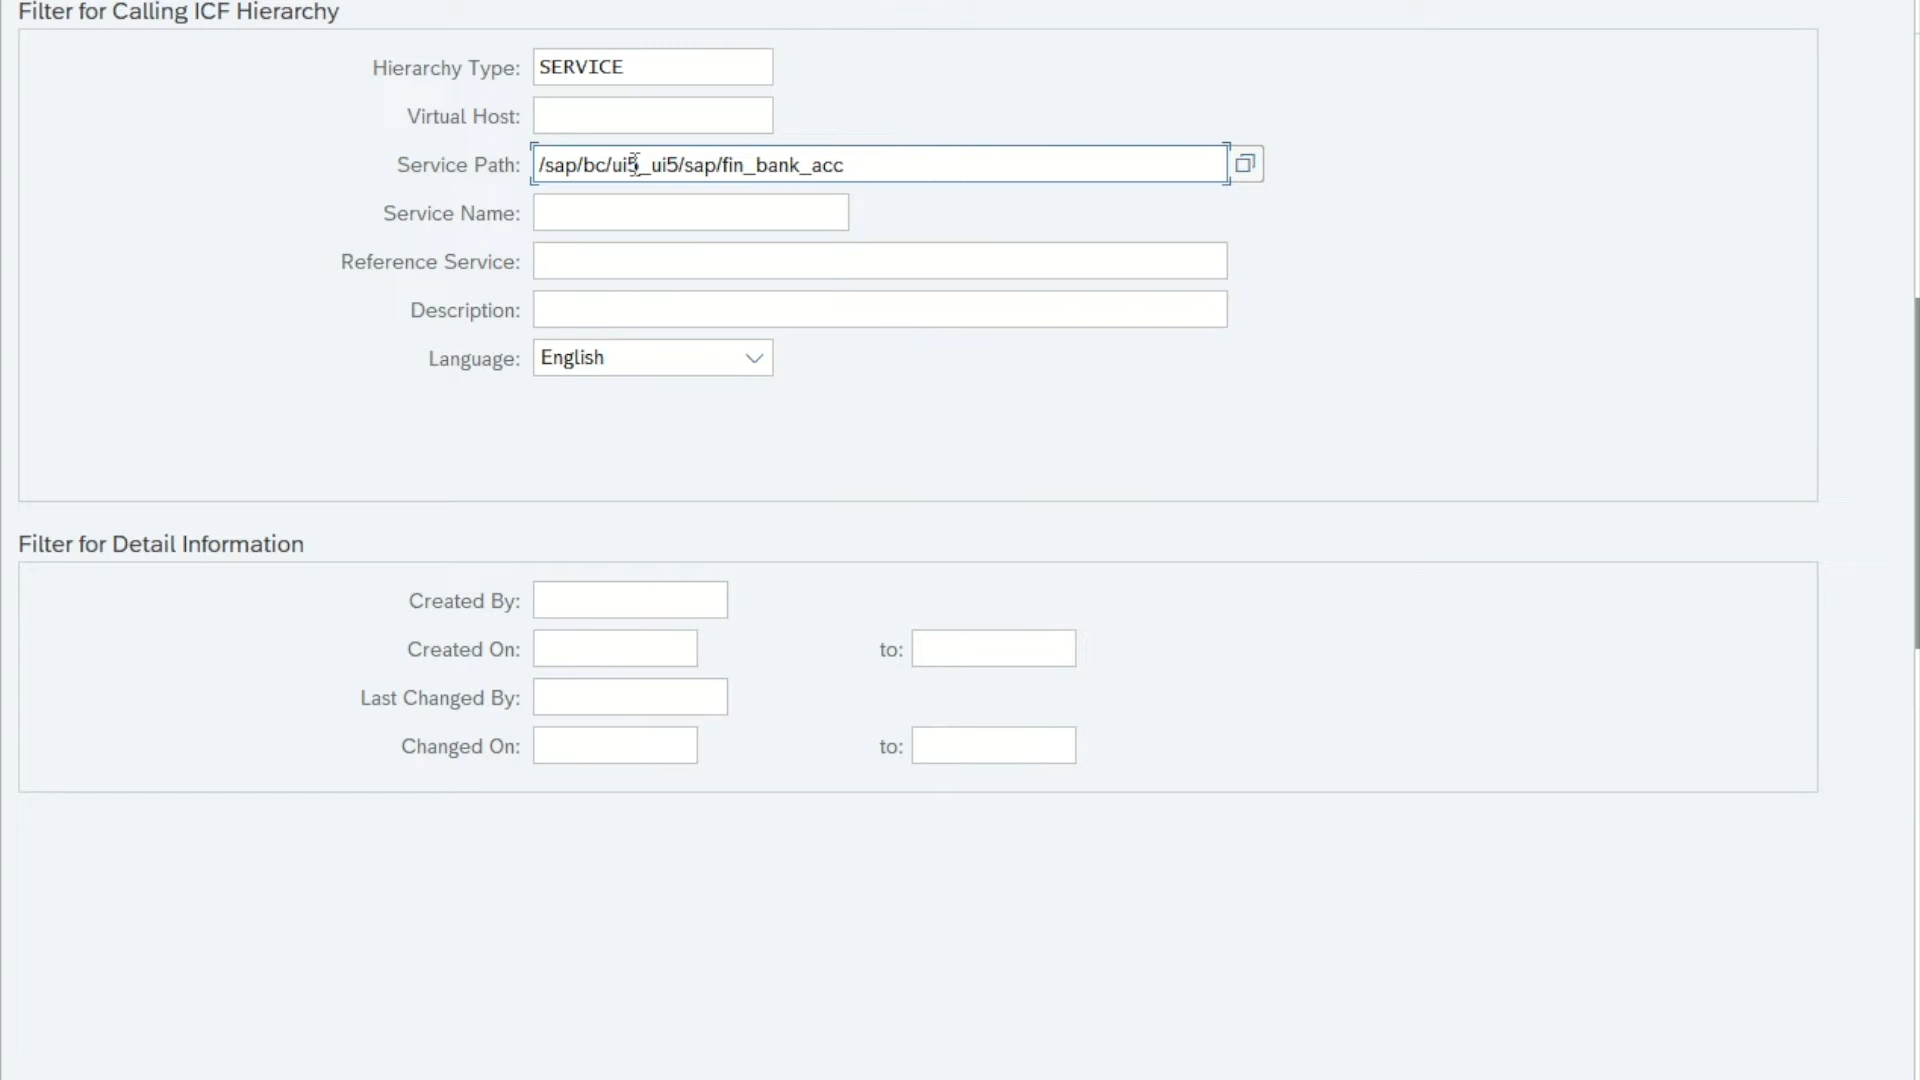 Filter for Calling ICF Hierarchy
Hierarchy Type: SERVICE
Virtual Host:
Service Path: /sap/bc/ui5_ui5/sap/fin_bank_acc
Service Name:
Reference Service:
Description:
Language: English
Filter for Detail Information
Created By:
Created On: to:
Last Changed By:
Changed On: to: